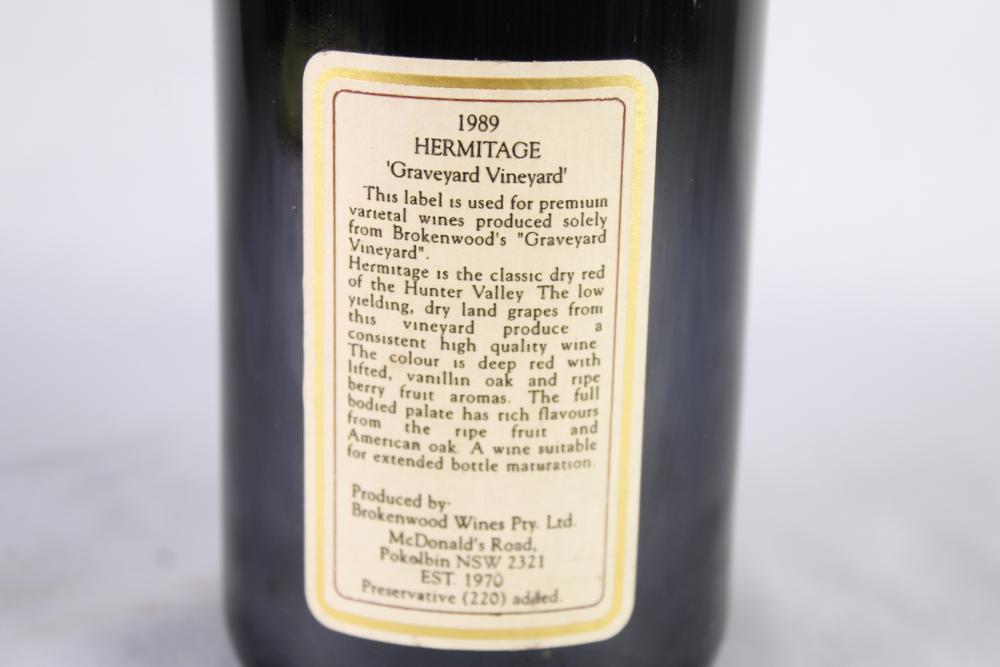 1989
HERMITAGE
'Graveyard Vineyard'
This label is used for premium
varietal wines produced solely
from Brokenwood's "Graveyard
Vineyard".
Hermitage is the classic dry red
of the Hunter Valley The low
yielding, dry land grapes from
this vineyard produce a
consistent high quality wine
The colour is deep red with
lifted, vanillin oak and ripe
berry fruit aromas. The full
bodied palate has rich flavours
from the ripe fruit and
American oak. A wine suitable
for extended bottle maturation.
Produced by-
Brokenwood Wines Pty. Ltd.
McDonald's Road,
Pokolbin NSW 2321
EST. 1970
Preservative (220) added.